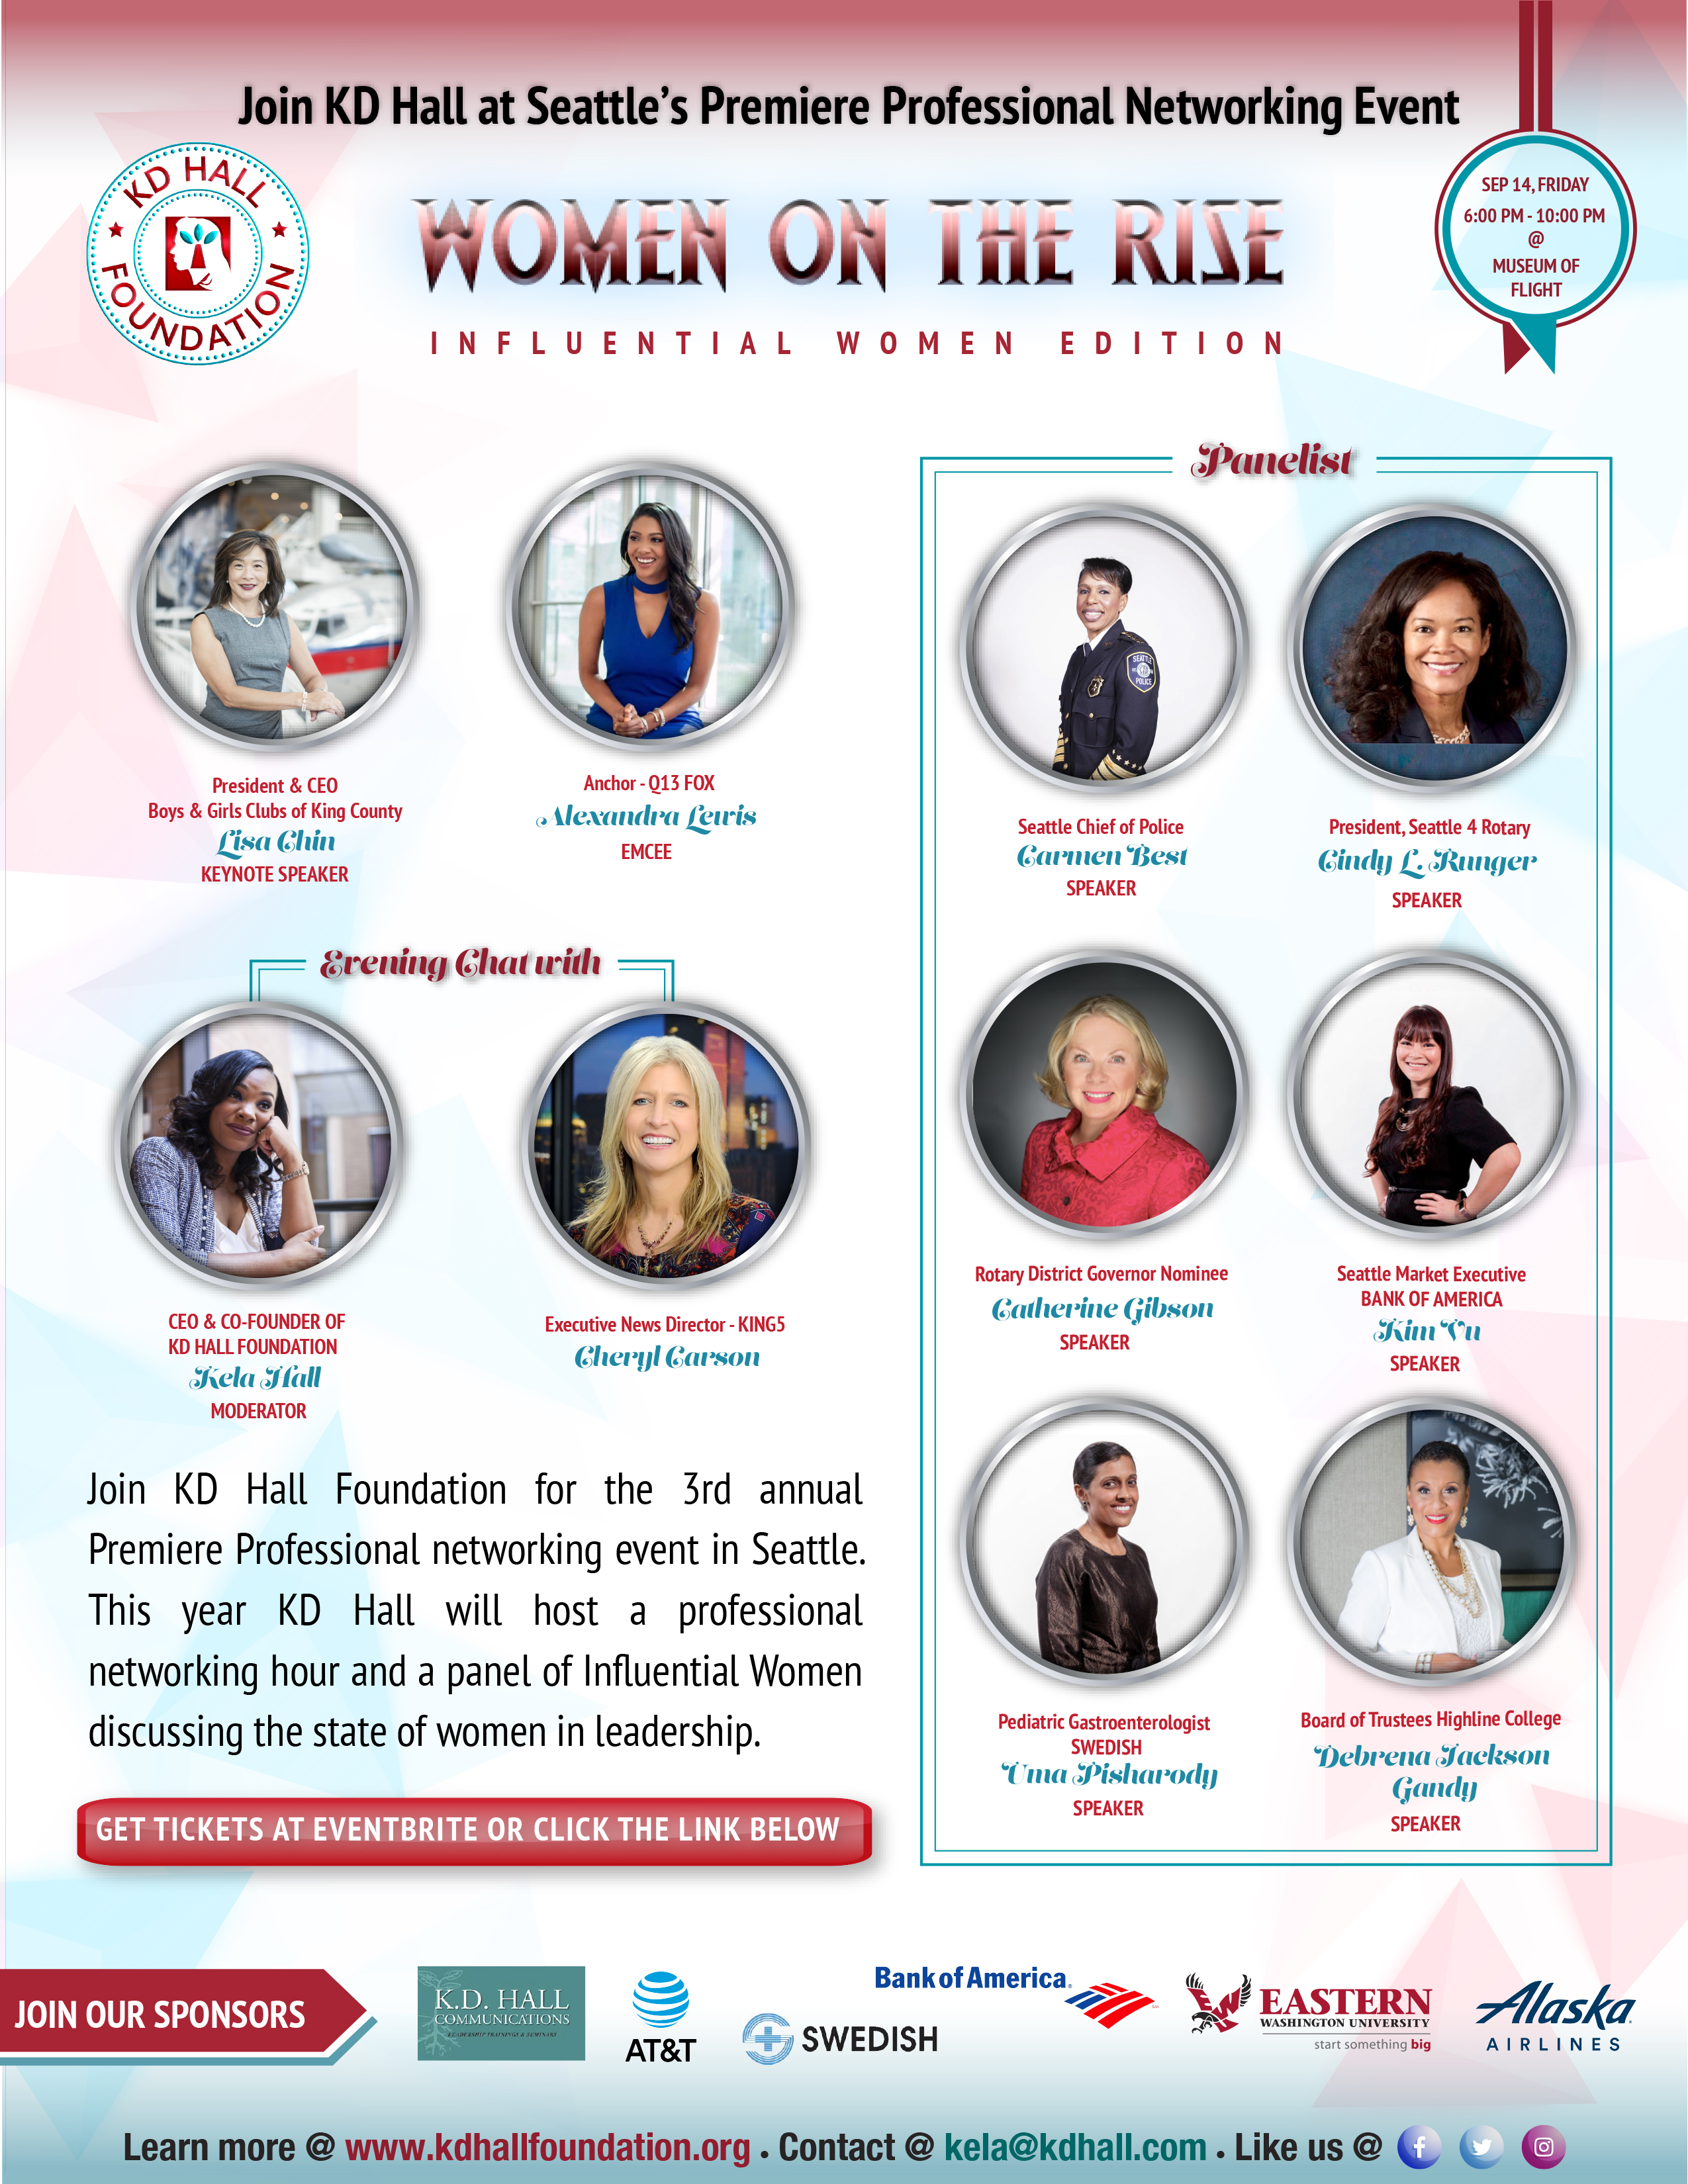 Join KD Hall at Seattle's Premiere Professional Networking Event
KD HALL
FOUNDATION
WOMEN ON THE RISE
INFLUENTIAL WOMEN EDITION
SEP 14, FRIDAY
6:00 PM - 10:00 PM
@
MUSEUM OF
FLIGHT
President & CEO
Boys & Girls Clubs of King County
Lisa Chin
KEYNOTE SPEAKER
Anchor - Q13 FOX
Alexandra Lewis
EMCEE
Evening Chat with
CEO & CO-FOUNDER OF
KD HALL FOUNDATION
Kela Hall
MODERATOR
Executive News Director - KING5
Cheryl Carson
Panelist
SEATTLE
POLICE
Seattle Chief of Police
Carmen Best
SPEAKER
President, Seattle 4 Rotary
Cindy L. Runger
SPEAKER
Rotary District Governor Nominee
Catherine Gibson
SPEAKER
Seattle Market Executive
BANK OF AMERICA
Kim Vu
SPEAKER
Pediatric Gastroenterologist
SWEDISH
Uma Pisharody
SPEAKER
Board of Trustees Highline College
Debrena Jackson
Gandy
SPEAKER
Join KD Hall Foundation for the 3rd annual
Premiere Professional networking event in Seattle.
This year KD Hall will host a professional
networking hour and a panel of Influential Women
discussing the state of women in leadership.
GET TICKETS AT EVENTBRITE OR CLICK THE LINK BELOW
JOIN OUR SPONSORS
K.D. HALL
COMMUNICATIONS
LEADERSHIP TRAININGS & SEMINARS
AT&T
SWEDISH
Bank of America
EASTERN
WASHINGTON UNIVERSITY
start something big
Alaska
AIRLINES
Learn more @ www.kdhallfoundation.org . Contact @ kela@kdhall.com . Like us @